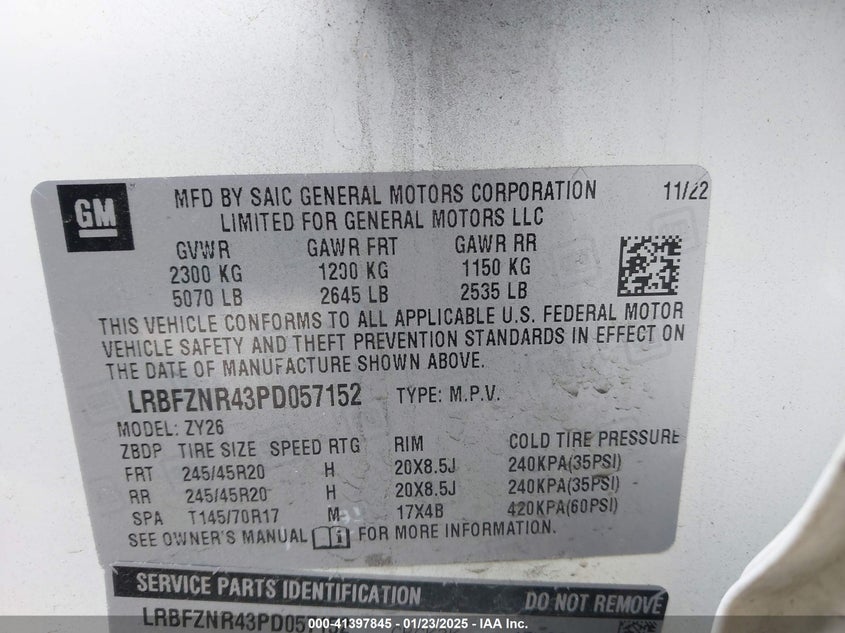 GM
MFD BY SAIC GENERAL MOTORS CORPORATION 11/22
LIMITED FOR GENERAL MOTORS LLC
GVWR GAWR FRT GAWR RR
2300 KG 1200 KG 1150 KG
5070 LB 2645 LB 2535 LB
THIS VEHICLE CONFORMS TO ALL APPLICABLE U.S. FEDERAL MOTOR
VEHICLE SAFETY AND THEFT PREVENTION STANDARDS IN EFFECT ON
THE DATE OF MANUFACTURE SHOWN ABOVE.
LRBFZNR43PD057152 TYPE: M.P.V.
MODEL: ZY26
ZBDP TIRE SIZE SPEED RTG RIM COLD TIRE PRESSURE
FRT 245/45R20 H 20X8.5J 240KPA(35PSI)
RR 245/45R20 H 20X8.5J 240KPA(35PSI)
SPA T145/70R17 M 17X4B 420KPA(60PSI)
SEE OWNER'S MANUAL FOR MORE INFORMATION.
SERVICE PARTS IDENTIFICATION DO NOT REMOVE
LRBFZNR43PD057152
000-41397845 / 01/23/2025 - IAA Inc.